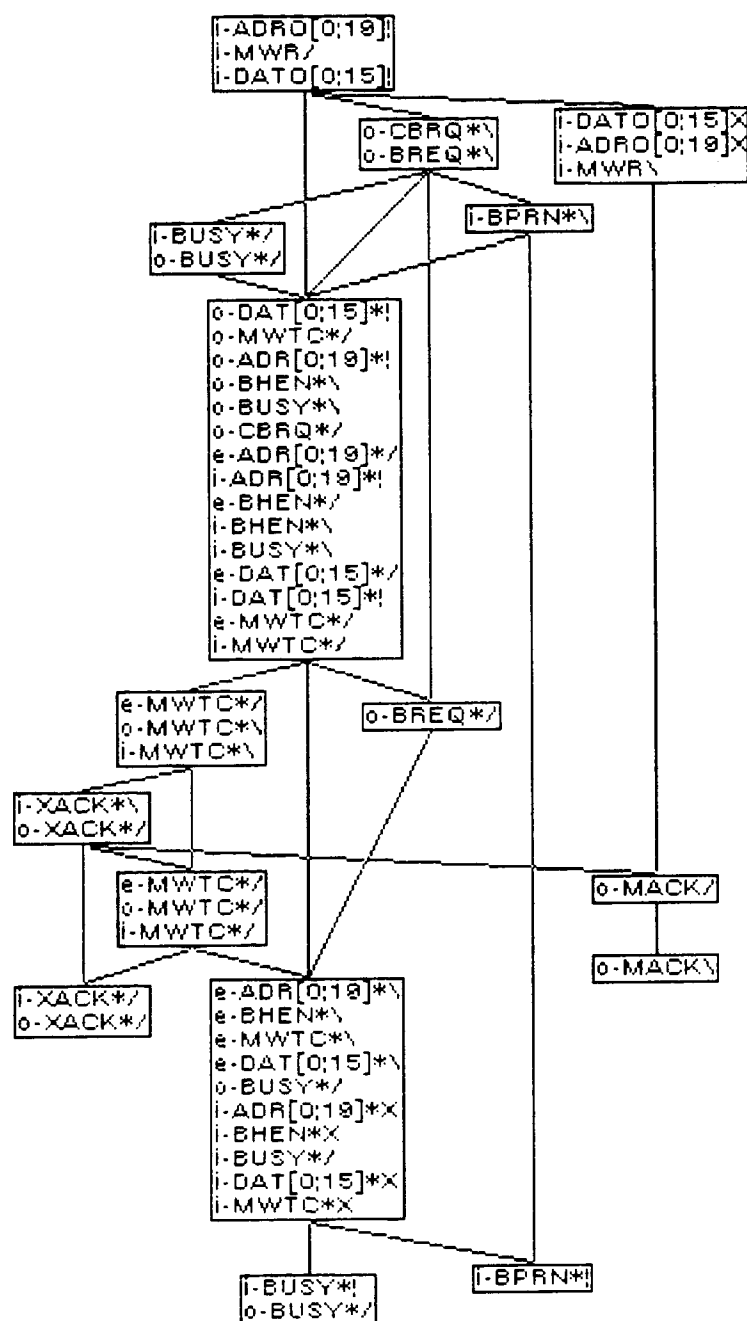 i-ADRO[0;19]!
i-MWR/
i-DATO[0;15]!
o-CBRQ*\
o-BREQ*\
i-DATO[0;15]X
i-ADRO[0;19]X
i-MWR\
i-BUSY*/
o-BUSY*/
i-BPRN*\
o-DAT[0;15]*!
o-MWTC*/
o-ADR[0;19]*!
o-BHEN*\
o-BUSY*\
o-CBRQ*/
e-ADR[0;19]*/
i-ADR[0;19]*!
e-BHEN*/
i-BHEN*\
i-BUSY*\
e-DAT[0;15]*/
i-DAT[0;15]*!
e-MWTC*/
i-MWTC*/
e-MWTC*/
o-MWTC*\
i-MWTC*\
o-BREQ*/
i-XACK*\
o-XACK*/
e-MWTC*/
o-MWTC*/
i-MWTC*/
o-MACK/
o-MACK\
i-XACK*/
o-XACK*/
e-ADR[0;19]*\
e-BHEN*\
e-MWTC*\
e-DAT[0;15]*\
o-BUSY*/
i-ADR[0;19]*X
i-BHEN*X
i-BUSY*/
i-DAT[0;15]*X
i-MWTC*X
i-BUSY*!
o-BUSY*/
i-BPRN*!